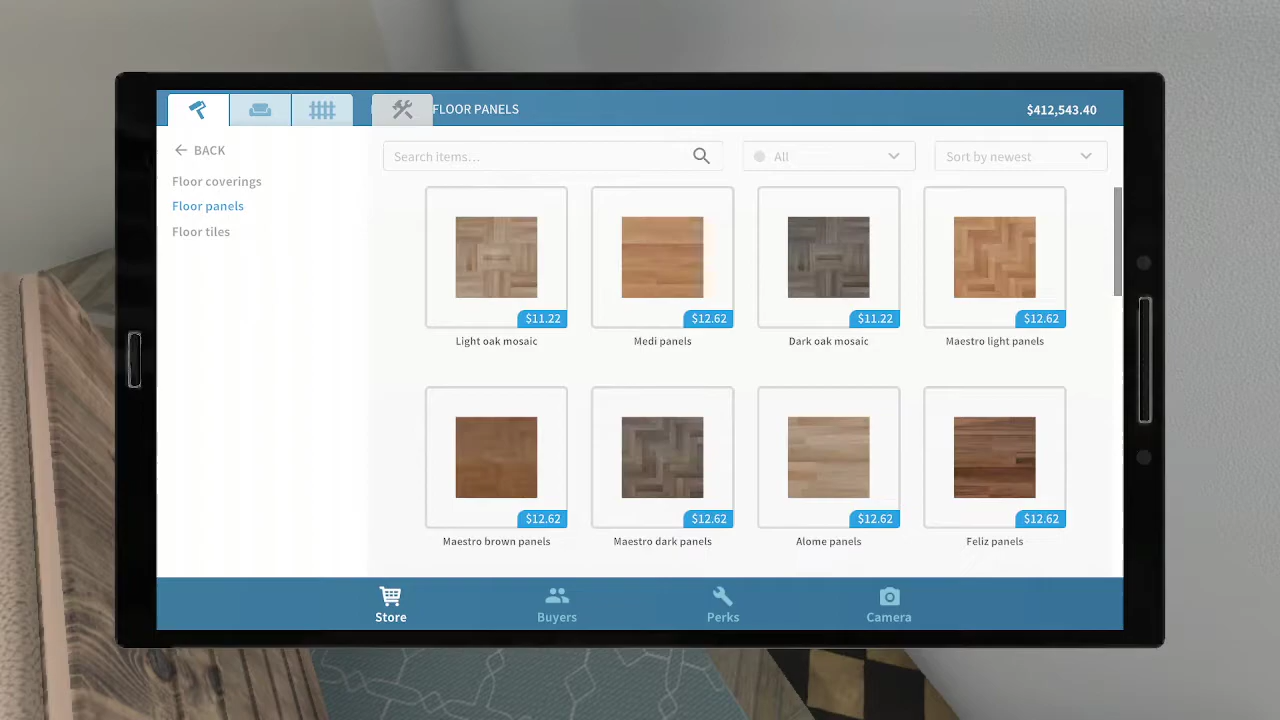 FLOOR PANELS
$412,543.40
BACK
Search items...
All
Sort by newest
Floor coverings
Floor panels
Floor tiles
$11.22
$12.62
$11.22
$12.62
Light oak mosaic
Medi panels
Dark oak mosaic
Maestro light panels
$12.62
$12.62
$12.62
$12.62
Maestro brown panels
Maestro dark panels
Alome panels
Feliz panels
Store
Buyers
Perks
Camera